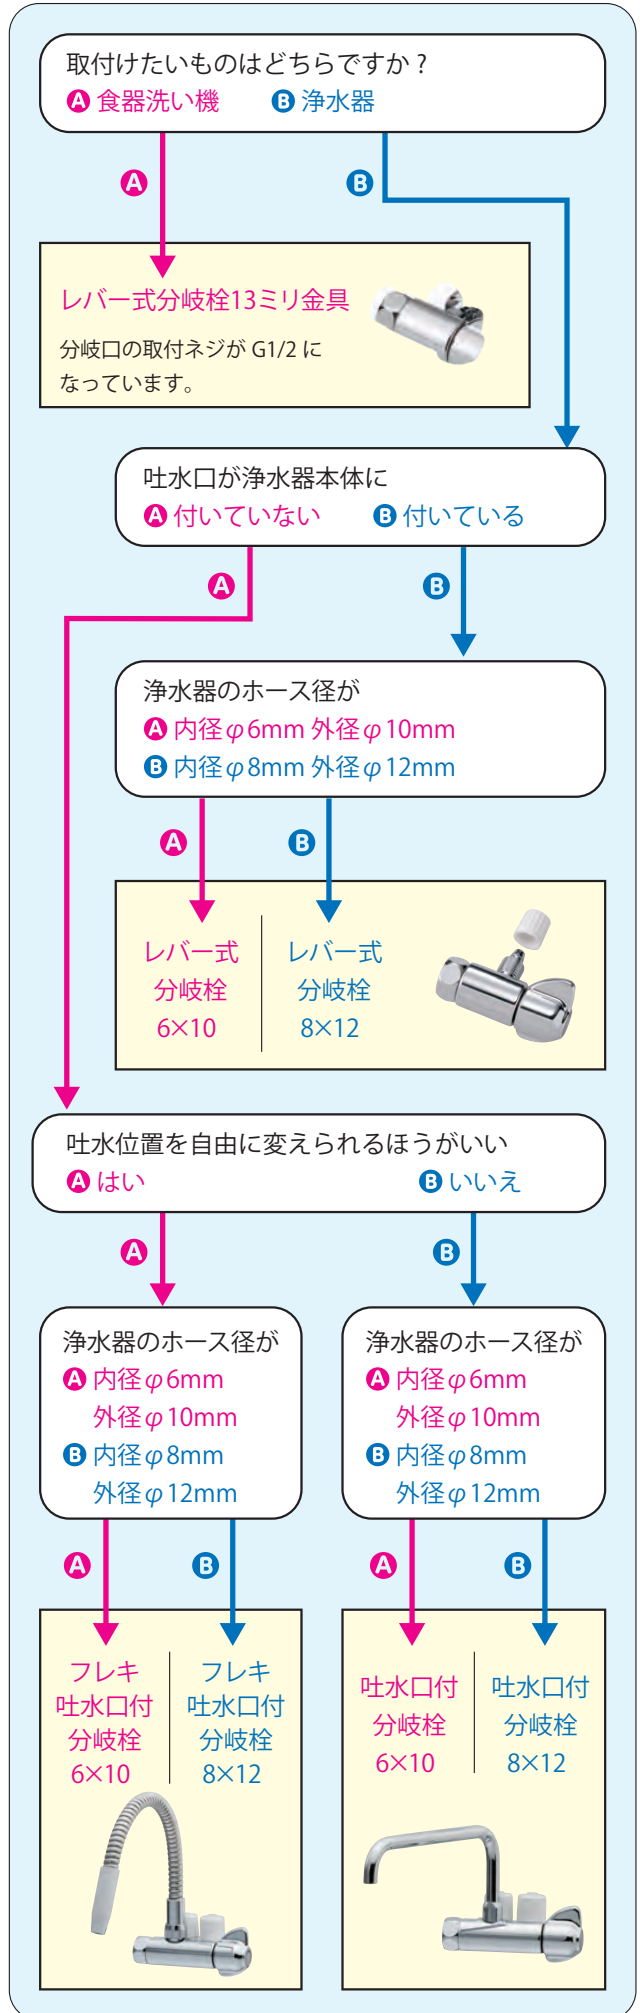 取付けたいものはどちらですか？
A 食器洗い機 B 浄水器
A
B
レバー式分岐栓13ミリ金具
分岐口の取付ネジが G1/2 に
なっています。
吐水口が浄水器本体に
A 付いていない B 付いている
A
B
浄水器のホース径が
A 内径φ6mm 外径φ10mm
B 内径φ8mm 外径φ12mm
A
B
レバー式
分岐栓
6×10
レバー式
分岐栓
8×12
吐水位置を自由に変えられるほうがいい
A はい B いいえ
A
B
浄水器のホース径が
A 内径φ6mm
外径φ10mm
B 内径φ8mm
外径φ12mm
浄水器のホース径が
A 内径φ6mm
外径φ10mm
B 内径φ8mm
外径φ12mm
A
B
A
B
フレキ
吐水口付
分岐栓
6×10
フレキ
吐水口付
分岐栓
8×12
吐水口付
分岐栓
6×10
吐水口付
分岐栓
8×12